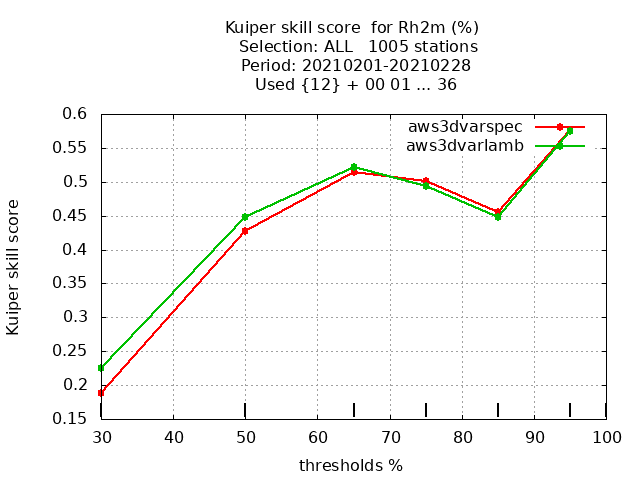 Kuiper skill score  for Rh2m (%)
Selection: ALL   1005 stations
Period: 20210201-20210228
Used {12} + 00 01 ... 36
aws3dvarspec
aws3dvarlamb
Kuiper skill score
0.6
0.55
0.5
0.45
0.4
0.35
0.3
0.25
0.2
0.15
30 40 50 60 70 80 90 100
thresholds %